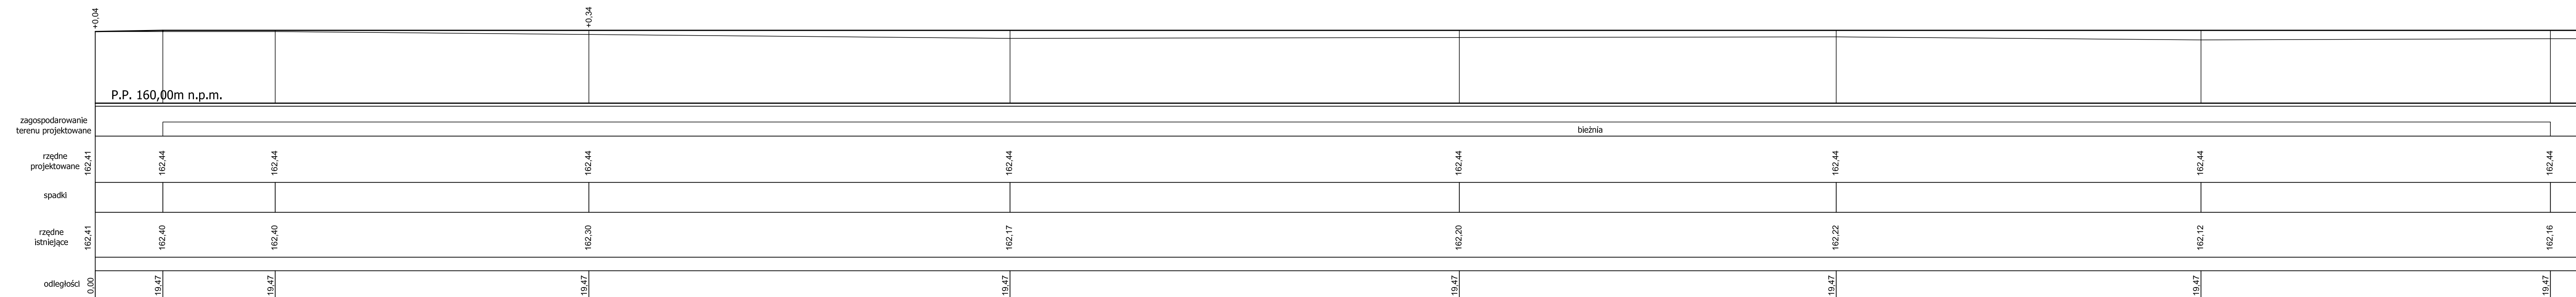 +0,04 +0,34
P.P. 160,00m n.p.m.
zagospodarowanie
terenu projektowane
bieżnia
rzędne
projektowane
162,41 162,44 162,44 162,44 162,44 162,44 162,44 162,44 162,44
spadki
rzędne
istniejące
162,41 162,40 162,40 162,30 162,17 162,20 162,22 162,12 162,16
odległości
0,00 19,47 19,47 19,47 19,47 19,47 19,47 19,47 19,47